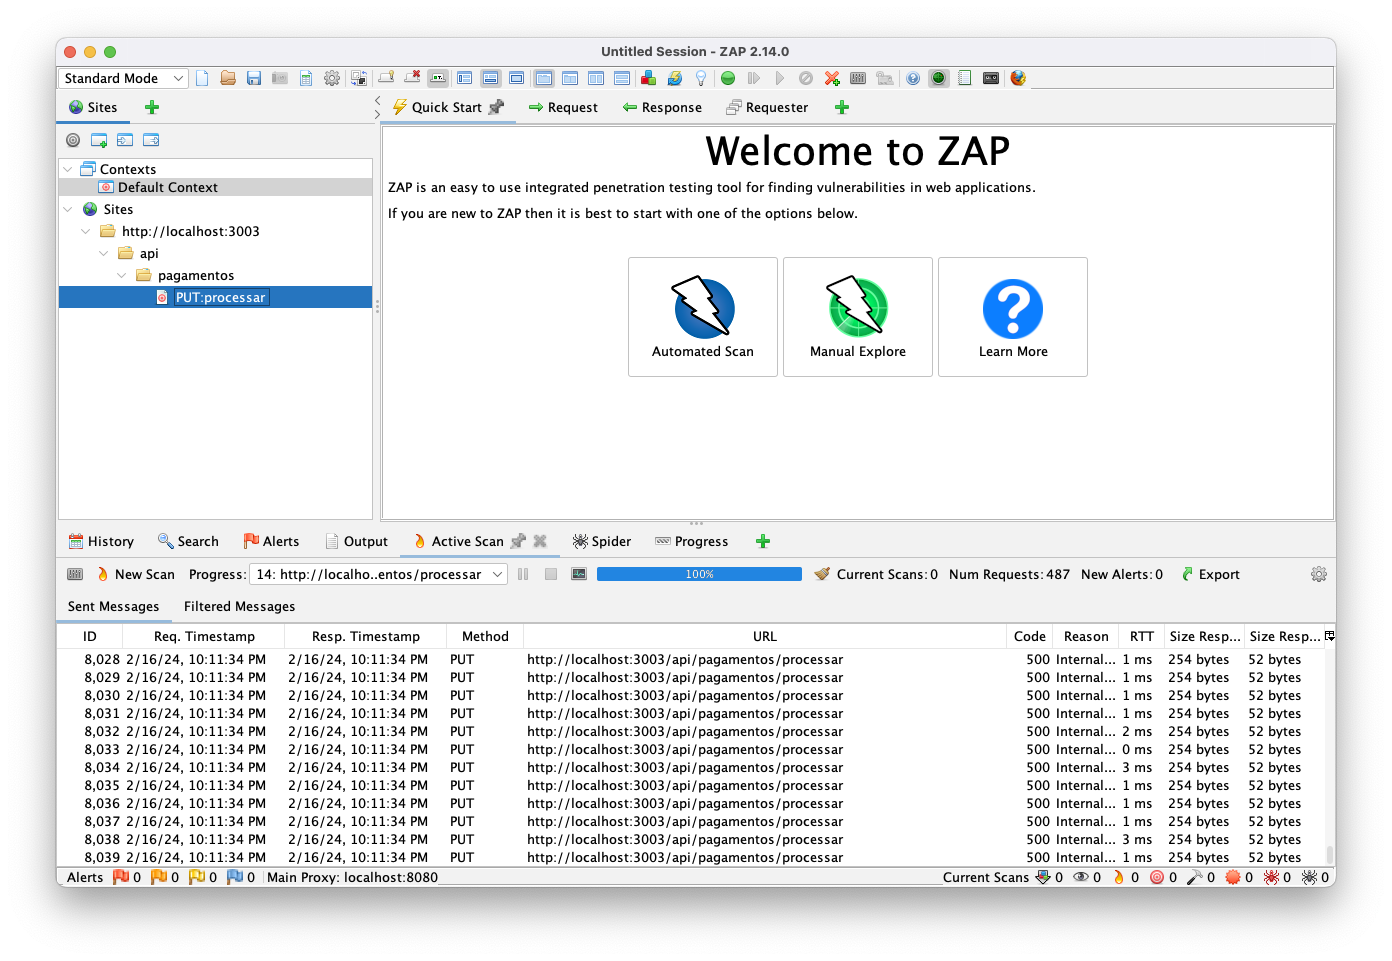 Untitled Session - ZAP 2.14.0
Standard Mode
Sites
Quick Start
Request
Response
Requester
Contexts
Default Context
Sites
http://localhost:3003
api
pagamentos
PUT:processar
Welcome to ZAP
ZAP is an easy to use integrated penetration testing tool for finding vulnerabilities in web applications.
If you are new to ZAP then it is best to start with one of the options below.
Automated Scan
Manual Explore
Learn More
History
Search
Alerts
Output
Active Scan
Spider
Progress
New Scan
Progress:
14: http://localho..entos/processar
100%
Current Scans: 0
Num Requests: 487
New Alerts: 0
Export
Sent Messages
Filtered Messages
ID Req. Timestamp Resp. Timestamp Method URL Code Reason RTT Size Resp... Size Resp...
8,028 2/16/24, 10:11:34 PM 2/16/24, 10:11:34 PM PUT http://localhost:3003/api/pagamentos/processar 500 Internal... 1 ms 254 bytes 52 bytes
8,029 2/16/24, 10:11:34 PM 2/16/24, 10:11:34 PM PUT http://localhost:3003/api/pagamentos/processar 500 Internal... 1 ms 254 bytes 52 bytes
8,030 2/16/24, 10:11:34 PM 2/16/24, 10:11:34 PM PUT http://localhost:3003/api/pagamentos/processar 500 Internal... 1 ms 254 bytes 52 bytes
8,031 2/16/24, 10:11:34 PM 2/16/24, 10:11:34 PM PUT http://localhost:3003/api/pagamentos/processar 500 Internal... 1 ms 254 bytes 52 bytes
8,032 2/16/24, 10:11:34 PM 2/16/24, 10:11:34 PM PUT http://localhost:3003/api/pagamentos/processar 500 Internal... 2 ms 254 bytes 52 bytes
8,033 2/16/24, 10:11:34 PM 2/16/24, 10:11:34 PM PUT http://localhost:3003/api/pagamentos/processar 500 Internal... 0 ms 254 bytes 52 bytes
8,034 2/16/24, 10:11:34 PM 2/16/24, 10:11:34 PM PUT http://localhost:3003/api/pagamentos/processar 500 Internal... 3 ms 254 bytes 52 bytes
8,035 2/16/24, 10:11:34 PM 2/16/24, 10:11:34 PM PUT http://localhost:3003/api/pagamentos/processar 500 Internal... 1 ms 254 bytes 52 bytes
8,036 2/16/24, 10:11:34 PM 2/16/24, 10:11:34 PM PUT http://localhost:3003/api/pagamentos/processar 500 Internal... 1 ms 254 bytes 52 bytes
8,037 2/16/24, 10:11:34 PM 2/16/24, 10:11:34 PM PUT http://localhost:3003/api/pagamentos/processar 500 Internal... 1 ms 254 bytes 52 bytes
8,038 2/16/24, 10:11:34 PM 2/16/24, 10:11:34 PM PUT http://localhost:3003/api/pagamentos/processar 500 Internal... 3 ms 254 bytes 52 bytes
8,039 2/16/24, 10:11:34 PM 2/16/24, 10:11:34 PM PUT http://localhost:3003/api/pagamentos/processar 500 Internal... 1 ms 254 bytes 52 bytes
Alerts 0 0 0 0 Main Proxy: localhost:8080 Current Scans 0 0 0 0 0 0 0 0